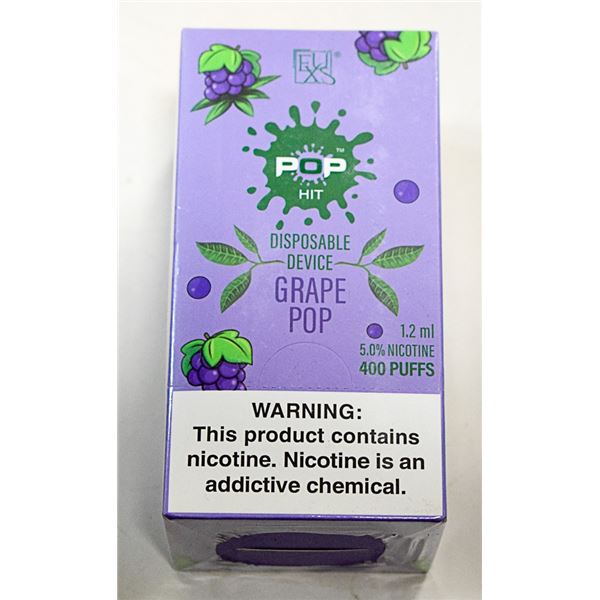 POP™
HIT
DISPOSABLE
DEVICE
GRAPE
POP
1.2 ml
5.0% NICOTINE
400 PUFFS
WARNING:
This product contains
nicotine. Nicotine is an
addictive chemical.